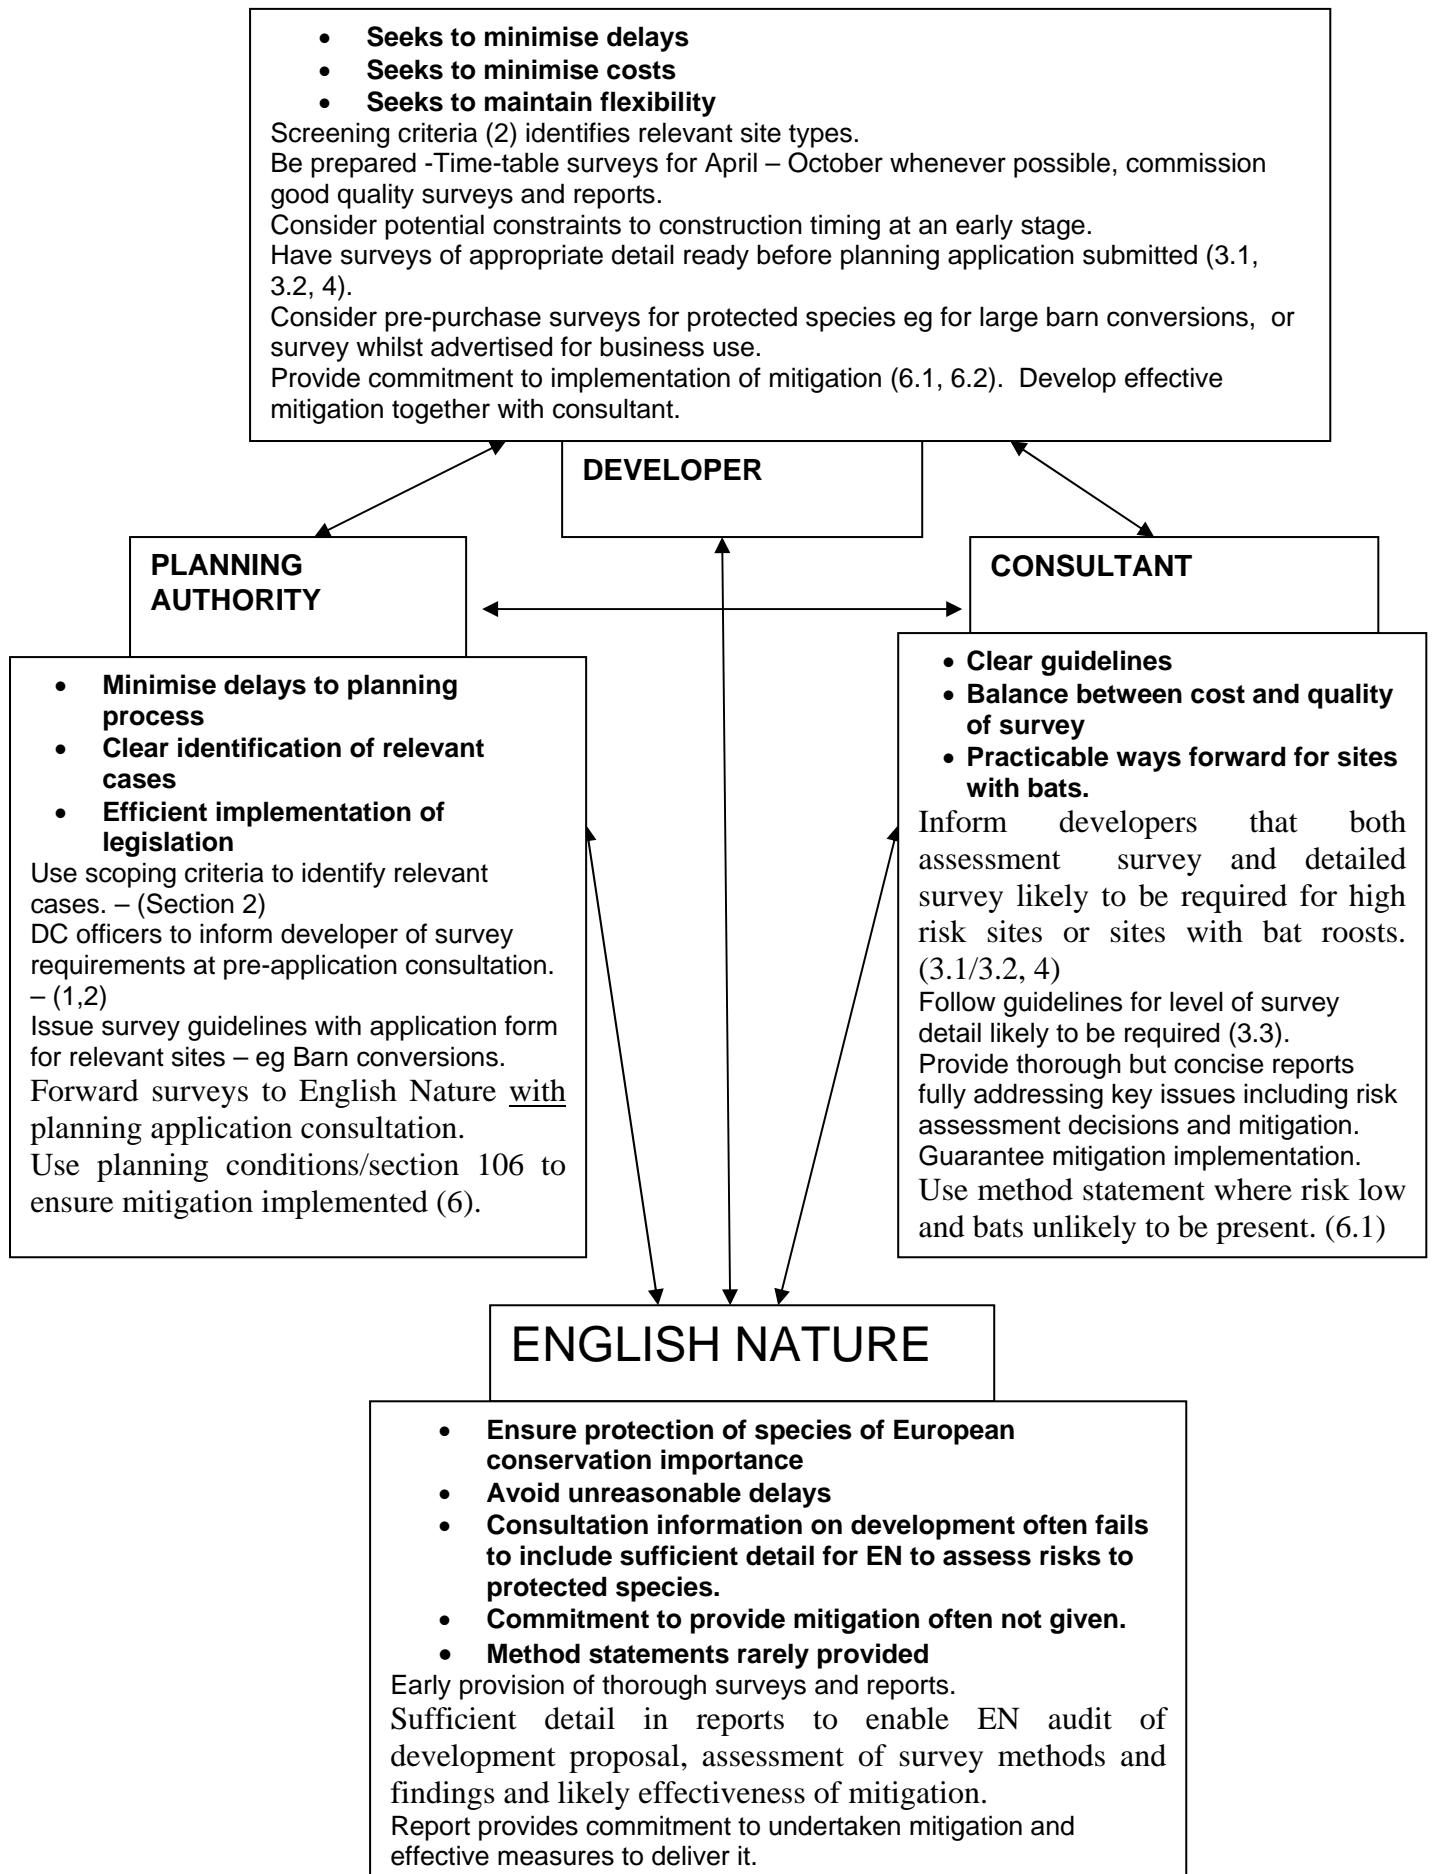 • Seeks to minimise delays
• Seeks to minimise costs
• Seeks to maintain flexibility
Screening criteria (2) identifies relevant site types.
Be prepared -Time-table surveys for April – October whenever possible, commission
good quality surveys and reports.
Consider potential constraints to construction timing at an early stage.
Have surveys of appropriate detail ready before planning application submitted (3.1,
3.2, 4).
Consider pre-purchase surveys for protected species eg for large barn conversions, or
survey whilst advertised for business use.
Provide commitment to implementation of mitigation (6.1, 6.2). Develop effective
mitigation together with consultant.
DEVELOPER
PLANNING
AUTHORITY
• Minimise delays to planning
process
• Clear identification of relevant
cases
• Efficient implementation of
legislation
Use scoping criteria to identify relevant
cases. – (Section 2)
DC officers to inform developer of survey
requirements at pre-application consultation.
– (1,2)
Issue survey guidelines with application form
for relevant sites – eg Barn conversions.
Forward surveys to English Nature with
planning application consultation.
Use planning conditions/section 106 to
ensure mitigation implemented (6).
CONSULTANT
• Clear guidelines
• Balance between cost and quality
of survey
• Practicable ways forward for sites
with bats.
Inform developers that both
assessment survey and detailed
survey likely to be required for high
risk sites or sites with bat roosts.
(3.1/3.2, 4)
Follow guidelines for level of survey
detail likely to be required (3.3).
Provide thorough but concise reports
fully addressing key issues including risk
assessment decisions and mitigation.
Guarantee mitigation implementation.
Use method statement where risk low
and bats unlikely to be present. (6.1)
ENGLISH NATURE
• Ensure protection of species of European
conservation importance
• Avoid unreasonable delays
• Consultation information on development often fails
to include sufficient detail for EN to assess risks to
protected species.
• Commitment to provide mitigation often not given.
• Method statements rarely provided
Early provision of thorough surveys and reports.
Sufficient detail in reports to enable EN audit of
development proposal, assessment of survey methods and
findings and likely effectiveness of mitigation.
Report provides commitment to undertaken mitigation and
effective measures to deliver it.